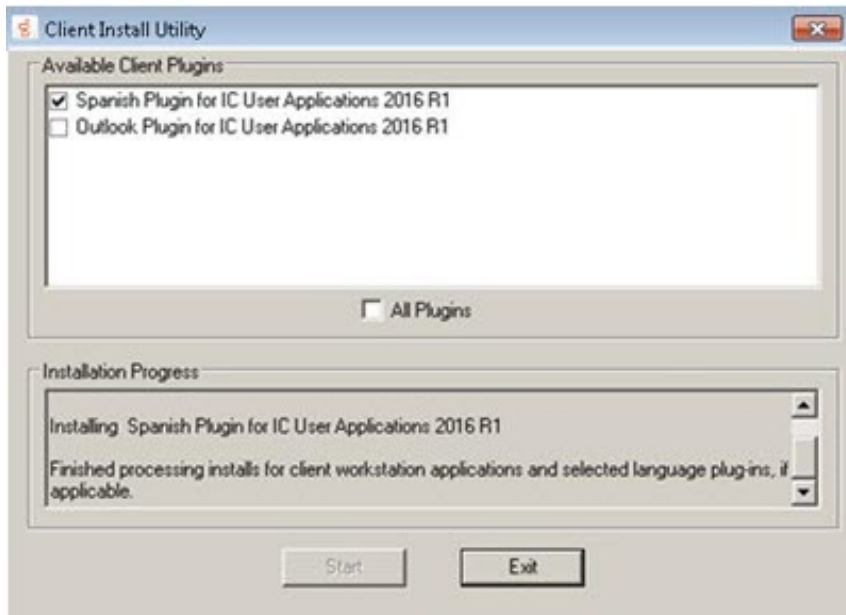 Client Install Utility
Available Client Plugins
Spanish Plugin for IC User Applications 2016 R1
Outlook Plugin for IC User Applications 2016 R1
All Plugins
Installation Progress
Installing Spanish Plugin for IC User Applications 2016 R1
Finished processing installs for client workstation applications and selected language plug-ins, if
applicable.
Start
Exit